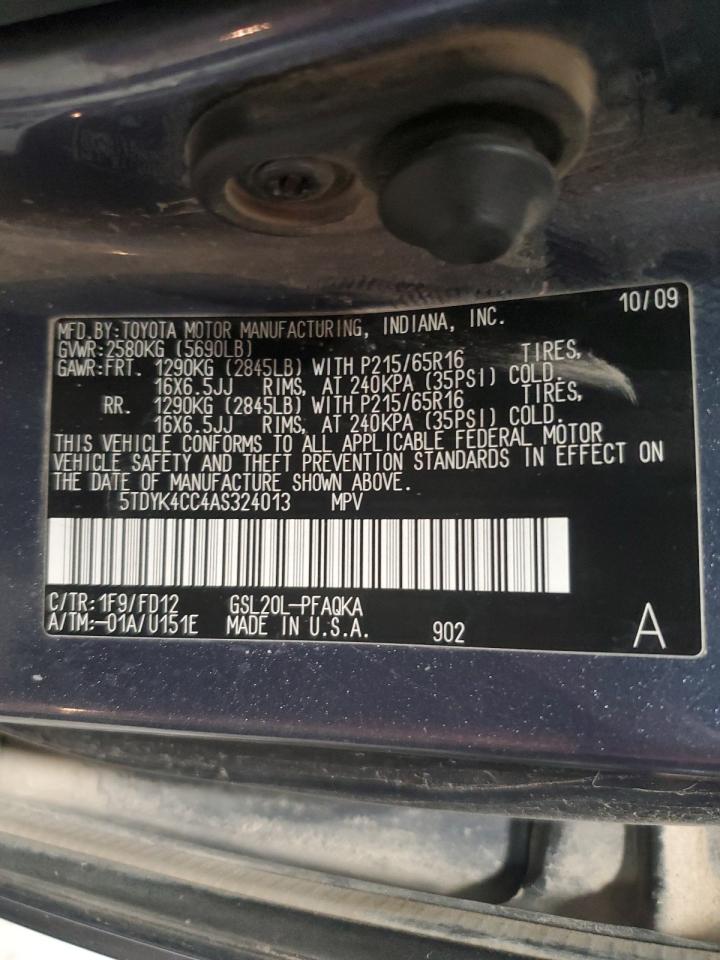 10/09
MFD.BY:TOYOTA MOTOR MANUFACTURING, INDIANA, INC.
GVWR:2580KG (5690LB)
GAWR:FRT. 1290KG (2845LB) WITH P215/65R16 TIRES,
16X6.5JJ RIMS, AT 240KPA (35PSI) COLD.
RR. 1290KG (2845LB) WITH P215/65R16 TIRES,
16X6.5JJ RIMS, AT 240KPA (35PSI) COLD.
THIS VEHICLE CONFORMS TO ALL APPLICABLE FEDERAL MOTOR
VEHICLE SAFETY AND THEFT PREVENTION STANDARDS IN EFFECT ON
THE DATE OF MANUFACTURE SHOWN ABOVE.
5TDYK4CC4AS324013 MPV
C/TR:1F9/FD12 GSL20L-PFAQKA
A/TM:-01A/U151E MADE IN U.S.A. 902 A